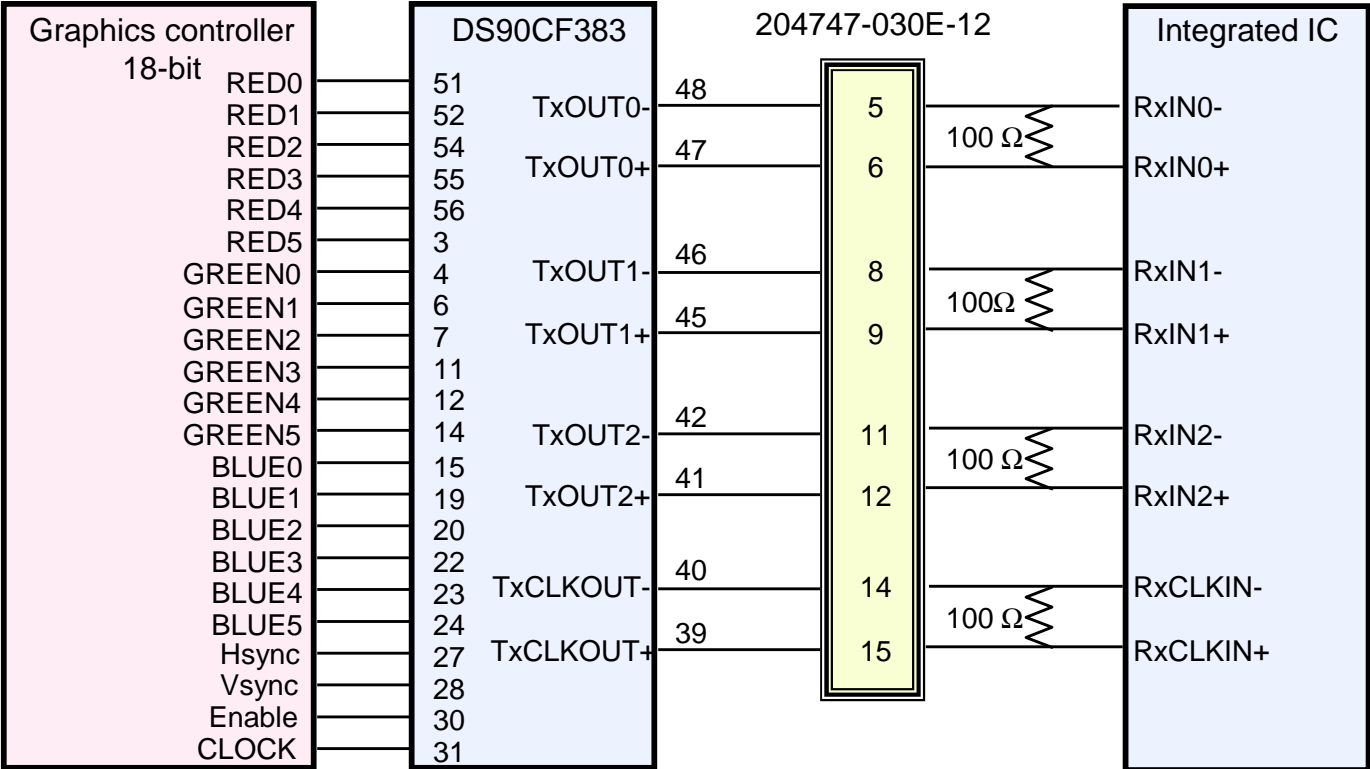 Graphics controller
18-bit
RED0
RED1
RED2
RED3
RED4
RED5
GREEN0
GREEN1
GREEN2
GREEN3
GREEN4
GREEN5
BLUE0
BLUE1
BLUE2
BLUE3
BLUE4
BLUE5
Hsync
Vsync
Enable
CLOCK
DS90CF383
51
52
54
55
56
3
4
6
7
11
12
14
15
19
20
22
23
24
27
28
30
31
TxOUT0-
TxOUT0+
TxOUT1-
TxOUT1+
TxOUT2-
TxOUT2+
TxCLKOUT-
TxCLKOUT+
48
47
46
45
42
41
40
39
204747-030E-12
5
6
8
9
11
12
14
15
100 Ω
100Ω
100 Ω
100 Ω
Integrated IC
RxIN0-
RxIN0+
RxIN1-
RxIN1+
RxIN2-
RxIN2+
RxCLKIN-
RxCLKIN+